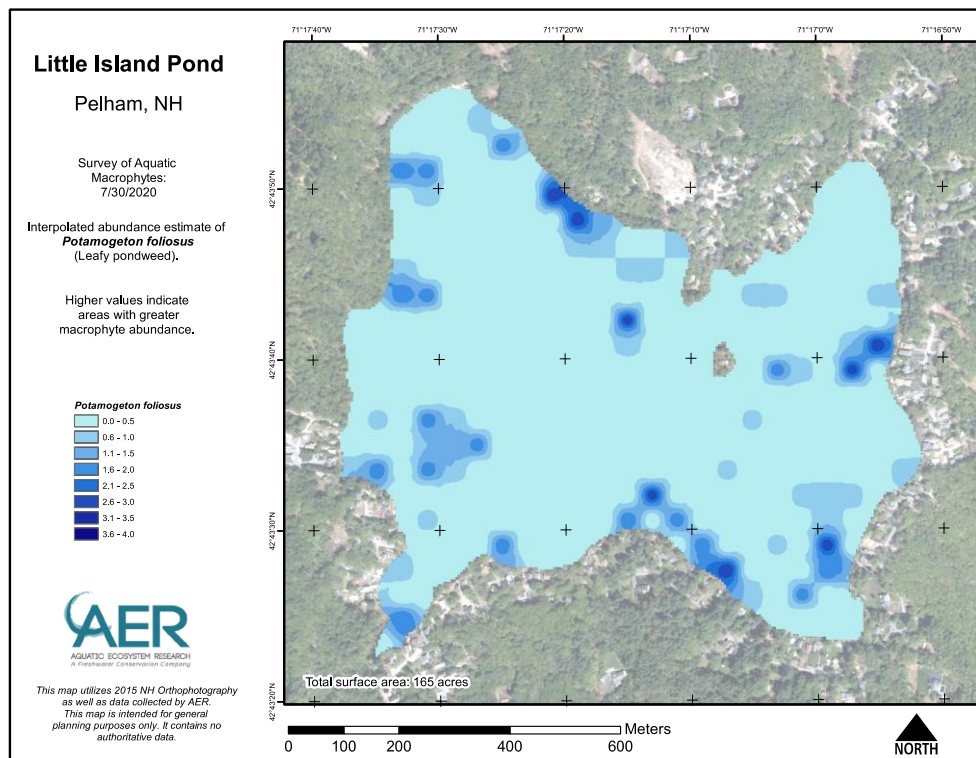 Little Island Pond
Pelham, NH
Survey of Aquatic
Macrophytes:
7/30/2020
Interpolated abundance estimate of
Potamogeton foliosus
(Leafy pondweed).
Higher values indicate
areas with greater
macrophyte abundance.
Potamogeton foliosus
0.0 - 0.5
0.6 - 1.0
1.1 - 1.5
1.6 - 2.0
2.1 - 2.5
2.6 - 3.0
3.1 - 3.5
3.6 - 4.0
AER
AQUATIC ECOSYSTEM RESEARCH
A Freshwater Conservation Company
This map utilizes 2015 NH Orthophotography
as well as data collected by AER.
This map is intended for general
planning purposes only. It contains no
authoritative data.
71°17'40"W 71°17'30"W 71°17'20"W 71°17'10"W 71°17'0"W 71°16'50"W
42°43'50"N
42°43'40"N
42°43'30"N
42°43'20"N
Total surface area: 165 acres
0 100 200 400 600 Meters
NORTH